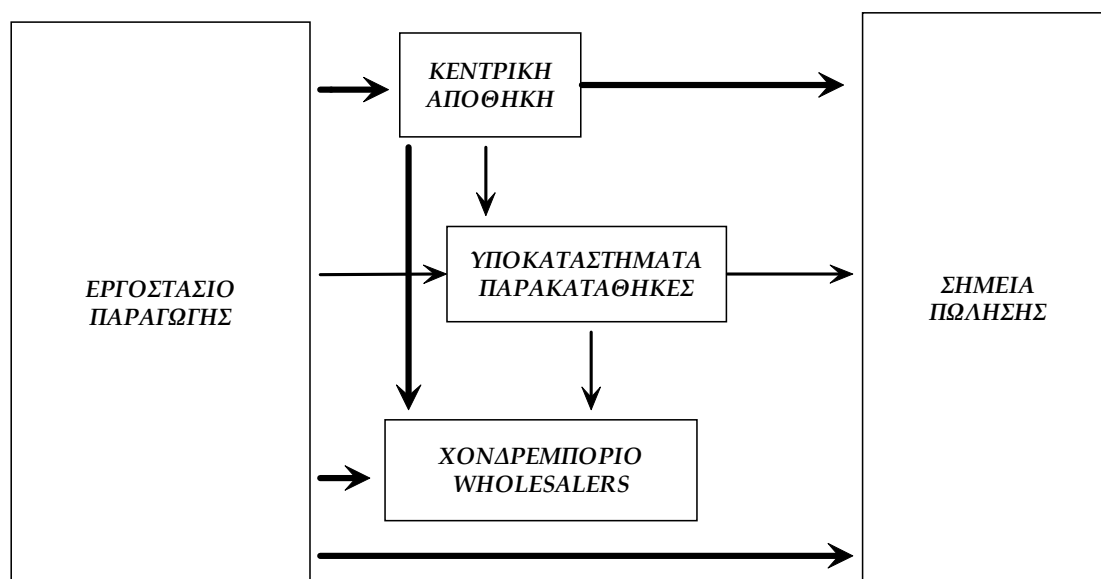 ΚΕΝΤΡΙΚΗ
ΑΠΟΘΗΚΗ
ΥΠΟΚΑΤΑΣΤΗΜΑΤΑ
ΠΑΡΑΚΑΤΑΘΗΚΕΣ
ΕΡΓΟΣΤΑΣΙΟ
ΠΑΡΑΓΩΓΗΣ
ΣΗΜΕΙΑ
ΠΩΛΗΣΗΣ
ΧΟΝΔΡΕΜΠΟΡΙΟ
WHOLESALERS